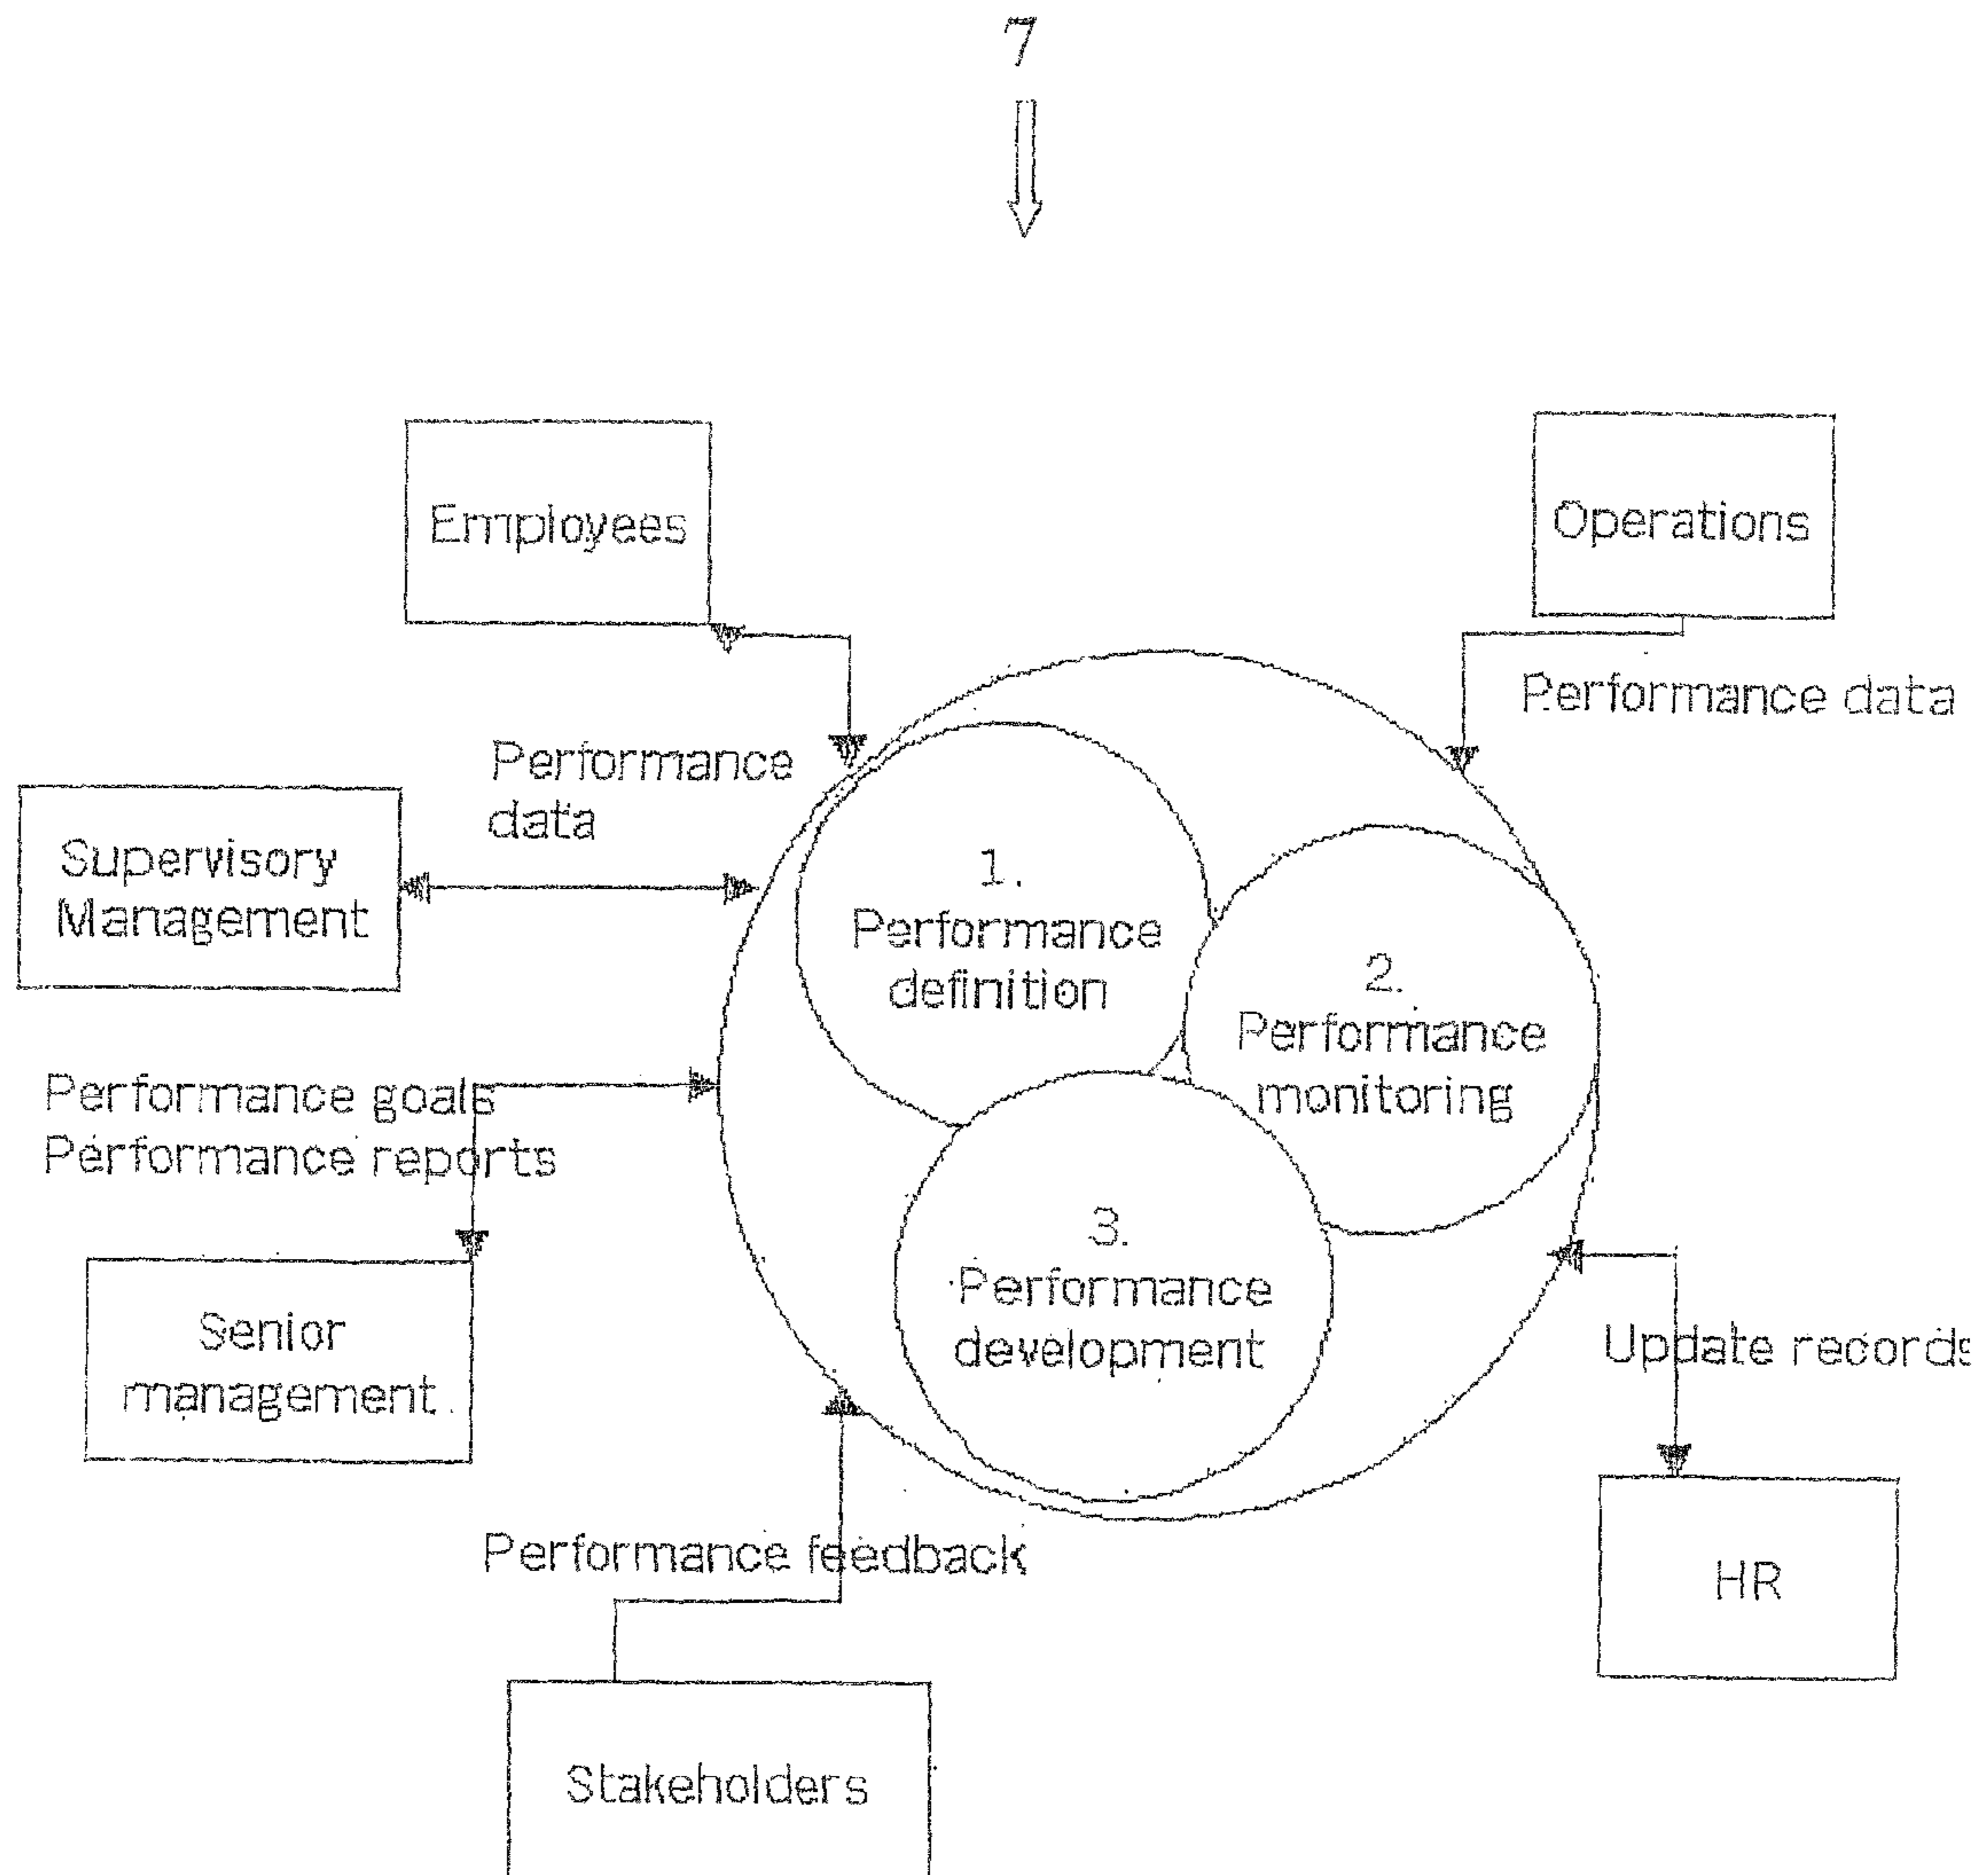 7
Employees
Operations
Performance data
Performance
data
Supervisory
Management
1.
Performance
definition
2.
Performance
monitoring
Performance goals
Performance reports
3.
Performance
development
Senior
management
Update records
Performance feedback
HR
Stakeholders